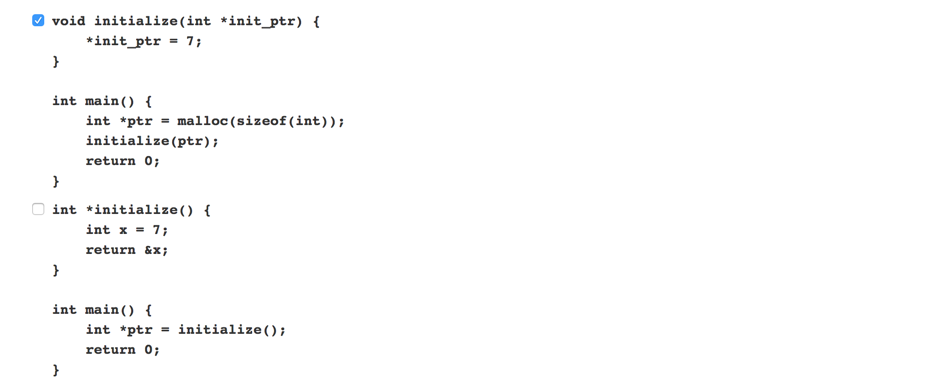 void initialize(int *init_ptr) {
    *init_ptr = 7;
}

int main() {
    int *ptr = malloc(sizeof(int));
    initialize(ptr);
    return 0;
}
int *initialize() {
    int x = 7;
    return &x;
}

int main() {
    int *ptr = initialize();
    return 0;
}